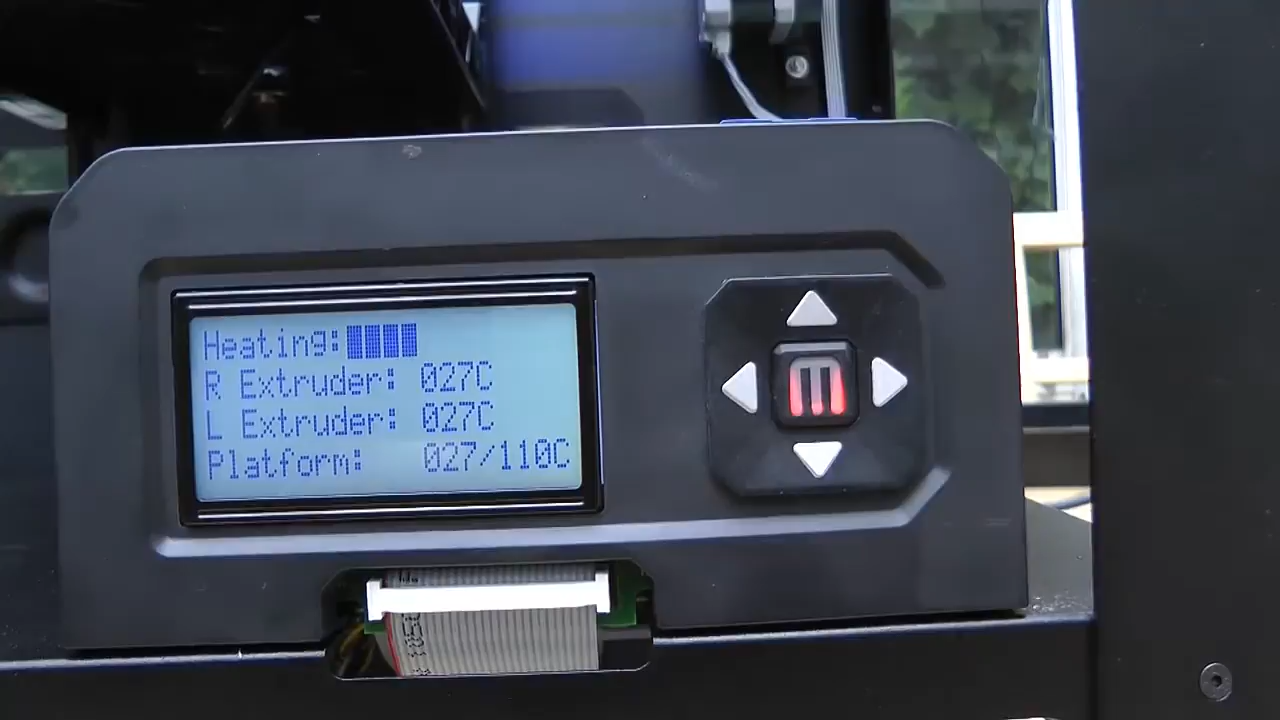 Heating:
R Extruder: 027C
L Extruder: 027C
Platform: 027/110C
M